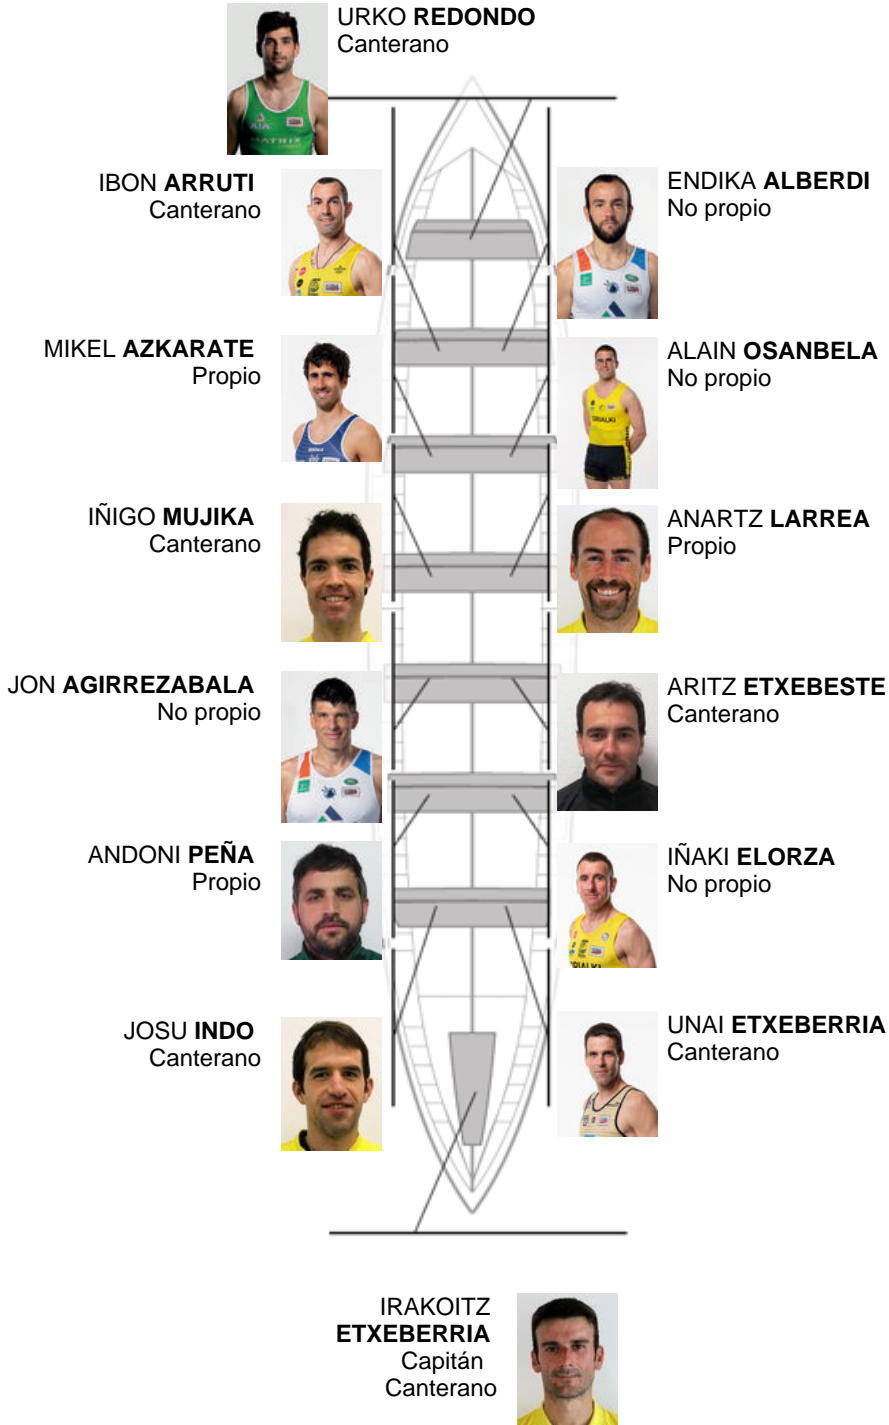 URKO REDONDO
Canterano
IBON ARRUTI
Canterano
ENDIKA ALBERDI
No propio
MIKEL AZKARATE
Propio
ALAIN OSANBELA
No propio
IÑIGO MUJIKA
Canterano
ANARTZ LARREA
Propio
JON AGIRREZABALA
No propio
ARITZ ETXEBESTE
Canterano
ANDONI PEÑA
Propio
IÑAKI ELORZA
No propio
JOSU INDO
Canterano
UNAI ETXEBERRIA
Canterano
IRAKOITZ
ETXEBERRIA
Capitán
Canterano